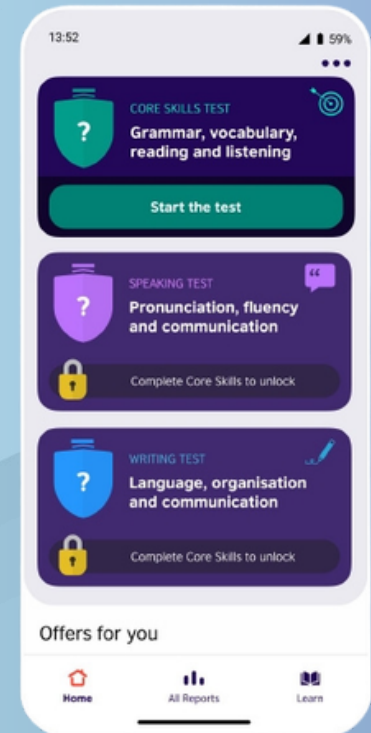 13:52
59%
CORE SKILLS TEST
?
Grammar, vocabulary,
reading and listening
Start the test
SPEAKING TEST
?
Pronunciation, fluency
and communication
Complete Core Skills to unlock
WRITING TEST
?
Language, organisation
and communication
Complete Core Skills to unlock
Offers for you
Home
All Reports
Learn